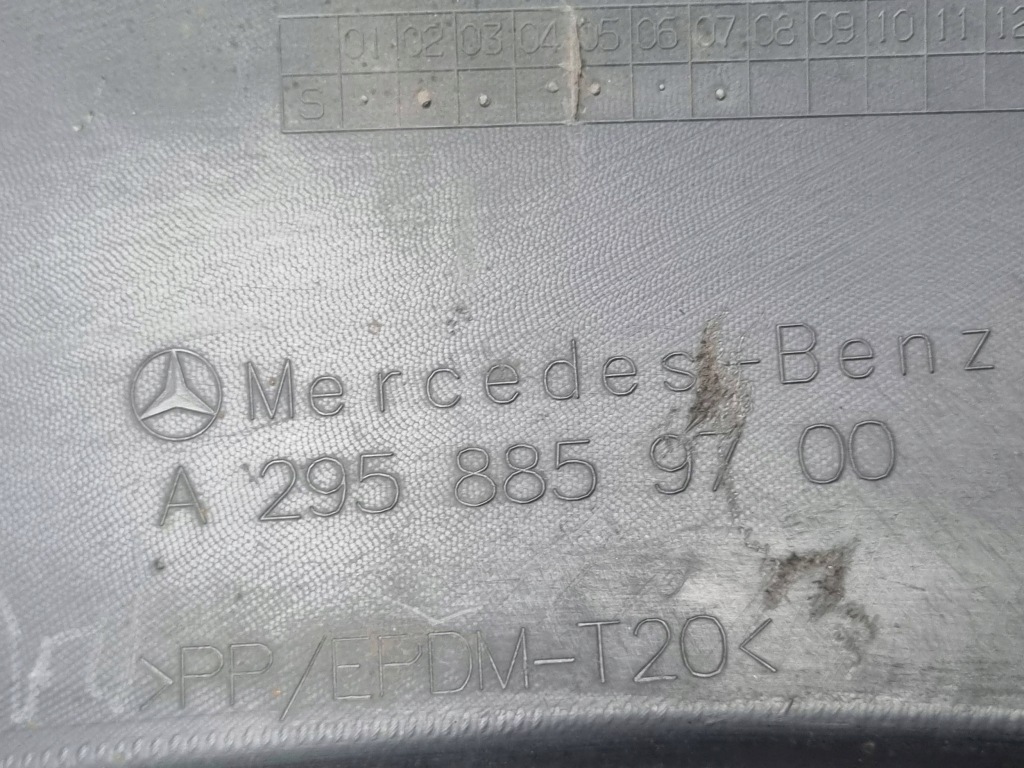 01 02 03 04 05 06 07 08 09 10 11 12
S
Mercedes-Benz
A 295 885 97 00
>PP/EPDM-T20<